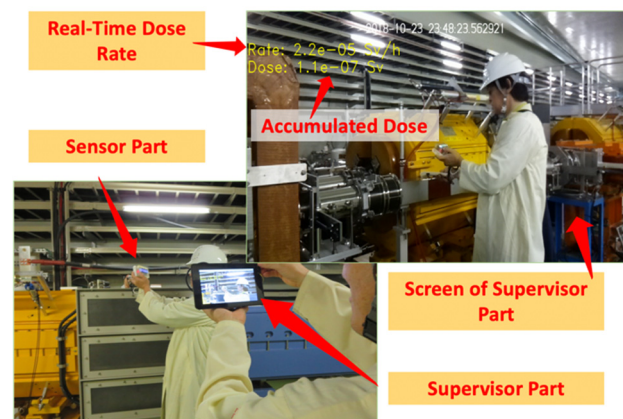 Real-Time Dose
Rate
2018-10-23 23:48:23.562921
Rate: 2.2e-05 Sv/h
Dose: 1.1e-07 Sv
Accumulated Dose
Sensor Part
Screen of Supervisor
Part
Supervisor Part